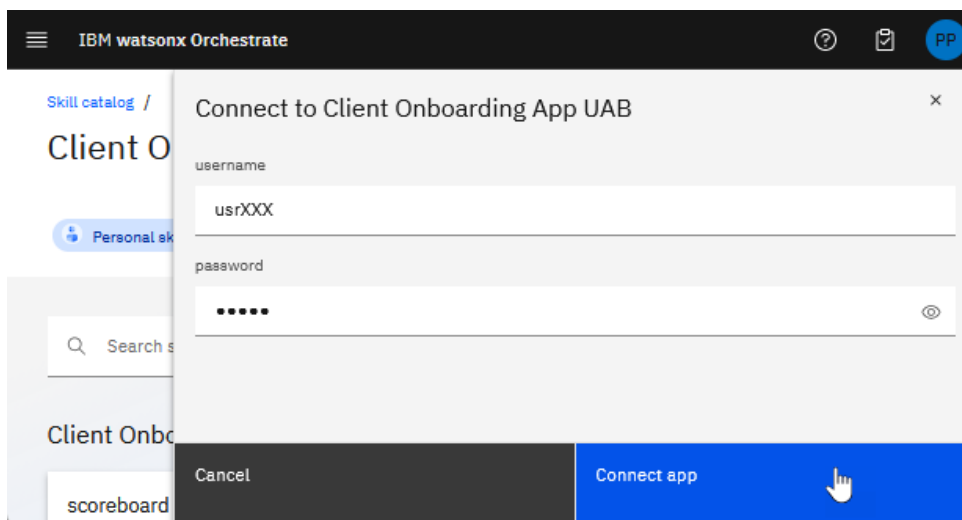 IBM watsonx Orchestrate
PP
Skill catalog /
Client O
Personal sk
Search s
Client Onbo
scoreboard
Connect to Client Onboarding App UAB
username
usrXXX
password
•••••
Cancel
Connect app